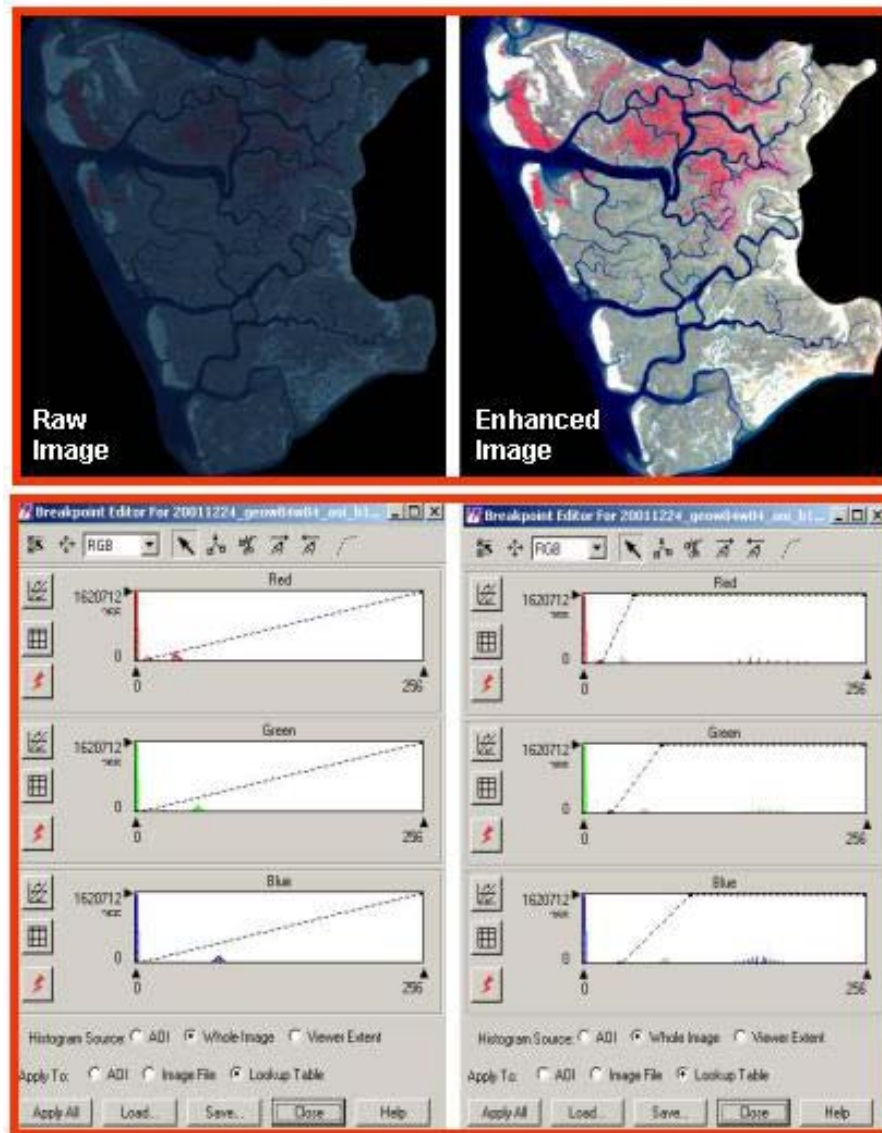 Raw
Image
Enhanced
Image
Breakpoint Editor For
RGB
Red
1620712
0
0
256
Green
1620712
0
0
256
Blue
1620712
0
0
256
Histogram Source: AOI Whole Image Viewer Extent
Apply To: AOI Image File Lookup Table
Apply All Load... Save... Close Help
Breakpoint Editor For
RGB
Red
1620712
0
0
256
Green
1620712
0
0
256
Blue
1620712
0
0
256
Histogram Source: AOI Whole Image Viewer Extent
Apply To: AOI Image File Lookup Table
Apply All Load... Save... Close Help